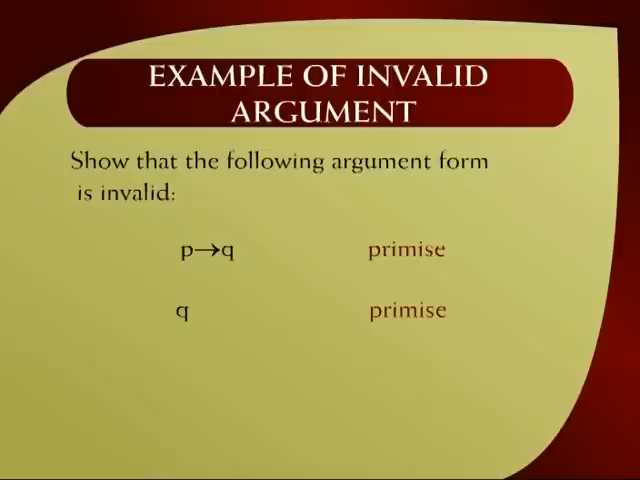 EXAMPLE OF INVALID
ARGUMENT
Show that the following argument form
is invalid:
p→q primise
q primise